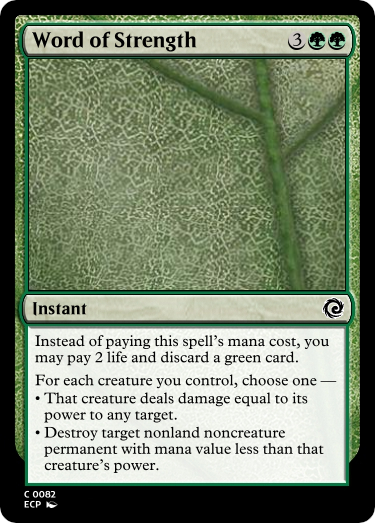 Word of Strength 3
Instant
Instead of paying this spell's mana cost, you
may pay 2 life and discard a green card.
For each creature you control, choose one —
• That creature deals damage equal to its
power to any target.
• Destroy target nonland noncreature
permanent with mana value less than that
creature's power.
C 0082
ECP